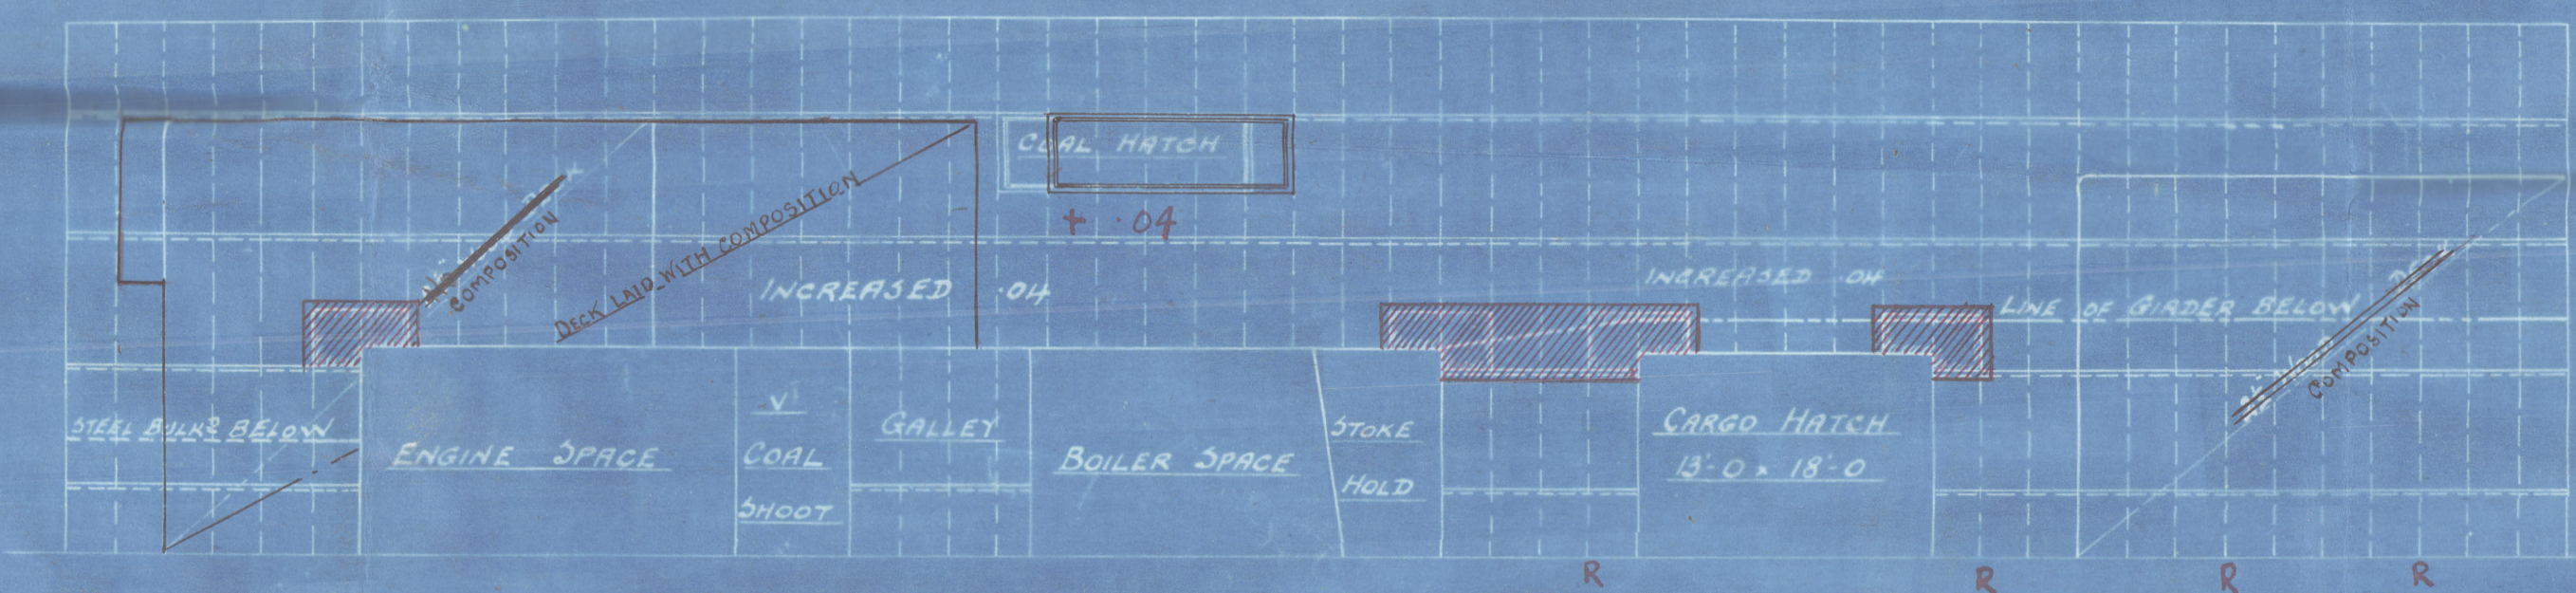 COAL HATCH
+ .04
COMPOSITION
DECK LAID WITH COMPOSITION
INCREASED .04
INCREASED .04
LINE OF GIRDER BELOW
COMPOSITION
STEEL BULKD BELOW
ENGINE SPACE
V
COAL
SHOOT
GALLEY
BOILER SPACE
STOKE
HOLD
CARGO HATCH
13'-0 x 18'-0
R R R R